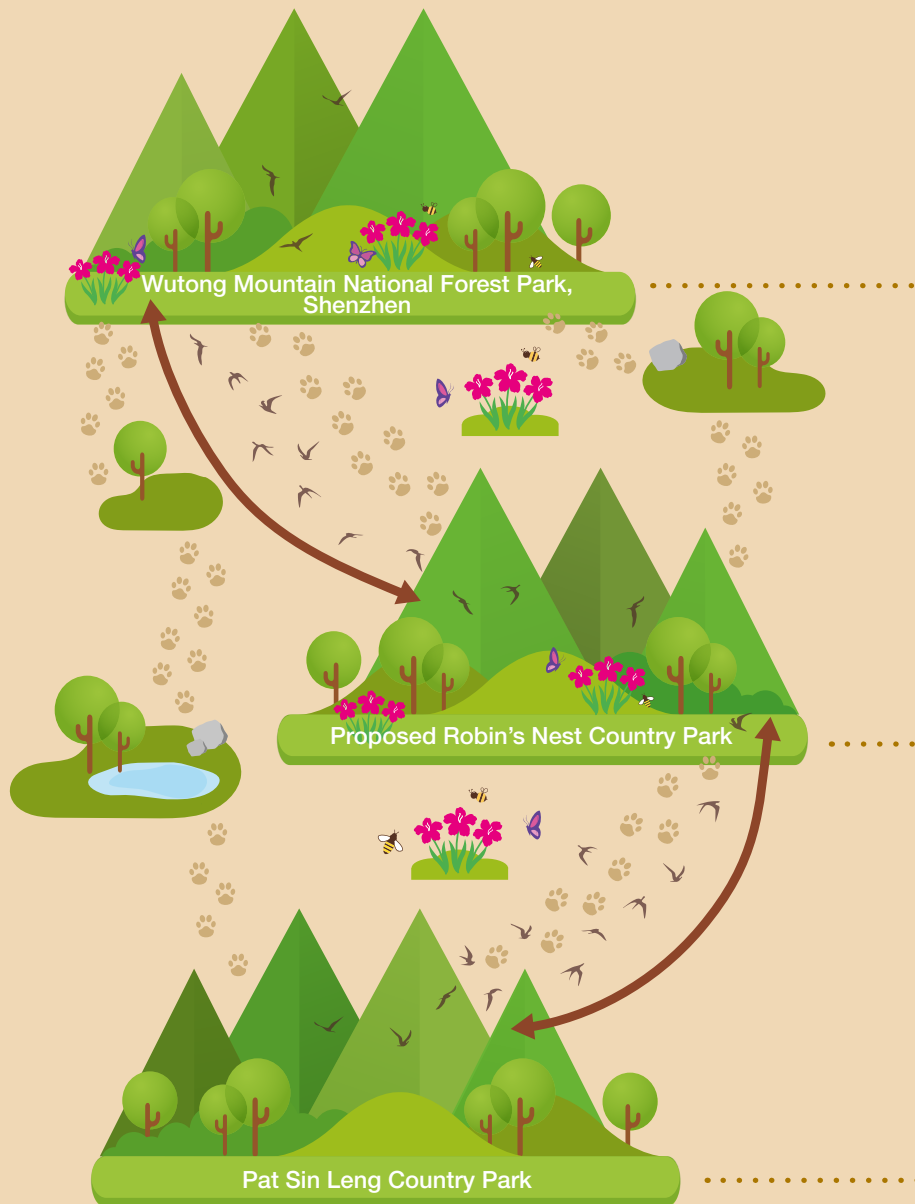 Wutong Mountain National Forest Park,
Shenzhen
Proposed Robin's Nest Country Park
Pat Sin Leng Country Park